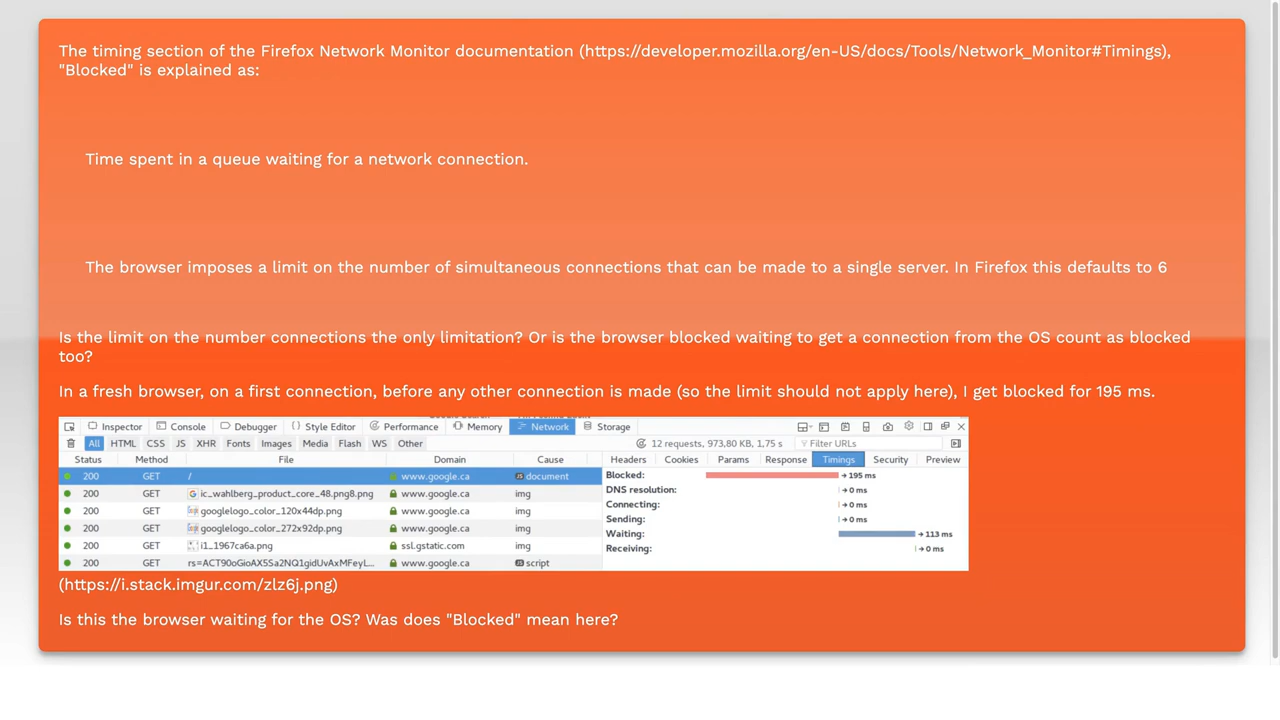 The timing section of the Firefox Network Monitor documentation (https://developer.mozilla.org/en-US/docs/Tools/Network_Monitor#Timings),
"Blocked" is explained as:
Time spent in a queue waiting for a network connection.
The browser imposes a limit on the number of simultaneous connections that can be made to a single server. In Firefox this defaults to 6
Is the limit on the number connections the only limitation? Or is the browser blocked waiting to get a connection from the OS count as blocked
too?
In a fresh browser, on a first connection, before any other connection is made (so the limit should not apply here), I get blocked for 195 ms.
Inspector Console Debugger Style Editor Performance Memory Network Storage
All HTML CSS JS XHR Fonts Images Media Flash WS Other 12 requests, 973,80 KB, 1,75 s Filter URLs
Status Method File Domain Cause Headers Cookies Params Response Timings Security Preview
200 GET / www.google.ca JS document Blocked: → 195 ms
200 GET ic_wahlberg_product_core_48.png8.png www.google.ca img DNS resolution: → 0 ms
200 GET googlelogo_color_120x44dp.png www.google.ca img Connecting: → 0 ms
200 GET googlelogo_color_272x92dp.png www.google.ca img Sending: → 0 ms
200 GET i1_1967ca6a.png ssl.gstatic.com img Waiting: → 113 ms
200 GET rs=ACT90oGioAX5Sa2NQ1gidUvAxMFeyL... www.google.ca JS script Receiving: → 0 ms
(https://i.stack.imgur.com/zlz6j.png)
Is this the browser waiting for the OS? Was does "Blocked" mean here?